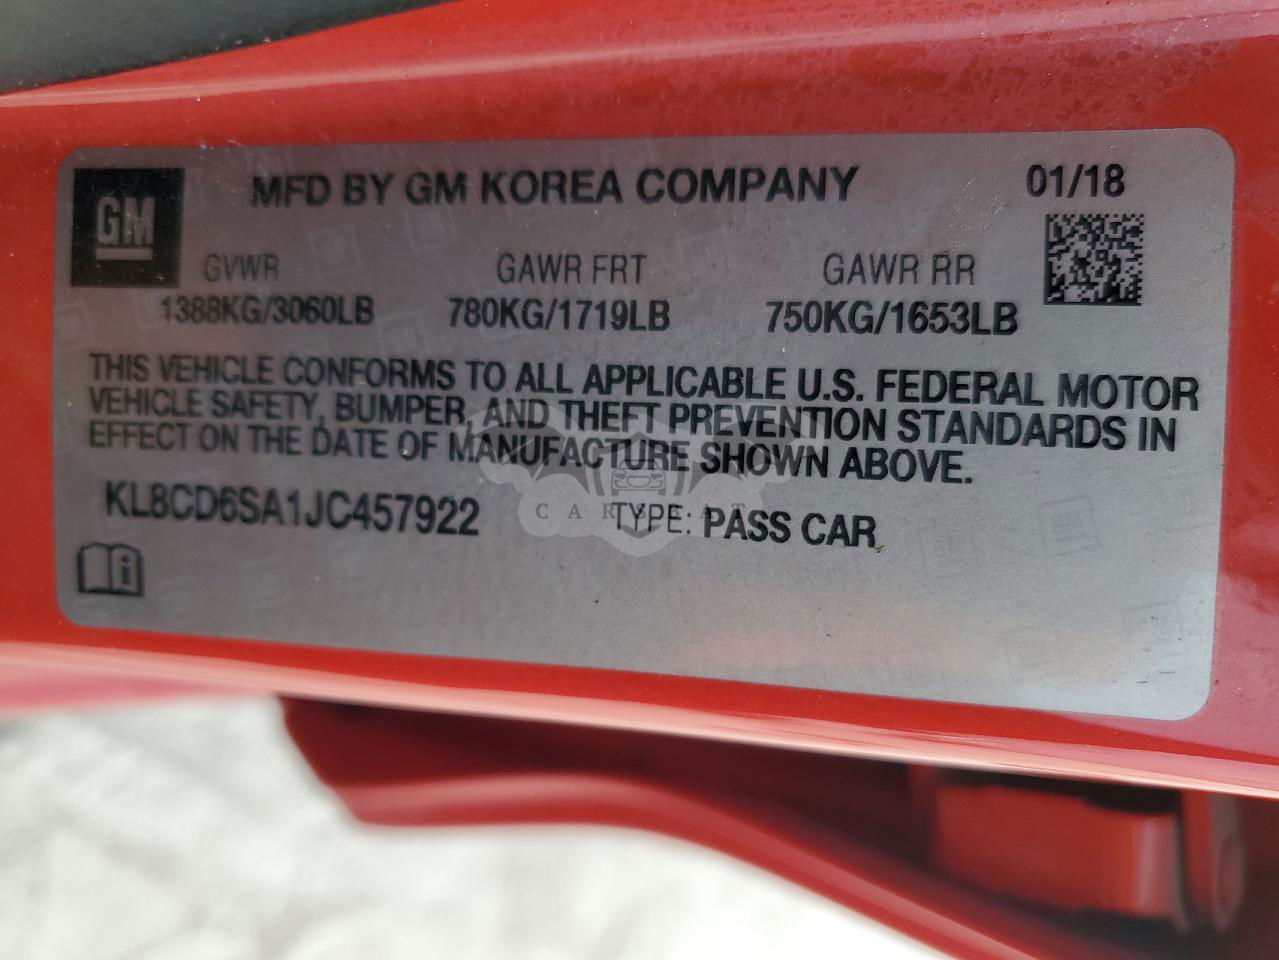 GM
MFD BY GM KOREA COMPANY 01/18
GVWR GAWR FRT GAWR RR
1388KG/3060LB 780KG/1719LB 750KG/1653LB
THIS VEHICLE CONFORMS TO ALL APPLICABLE U.S. FEDERAL MOTOR
VEHICLE SAFETY, BUMPER, AND THEFT PREVENTION STANDARDS IN
EFFECT ON THE DATE OF MANUFACTURE SHOWN ABOVE.
KL8CD6SA1JC457922 TYPE: PASS CAR
i